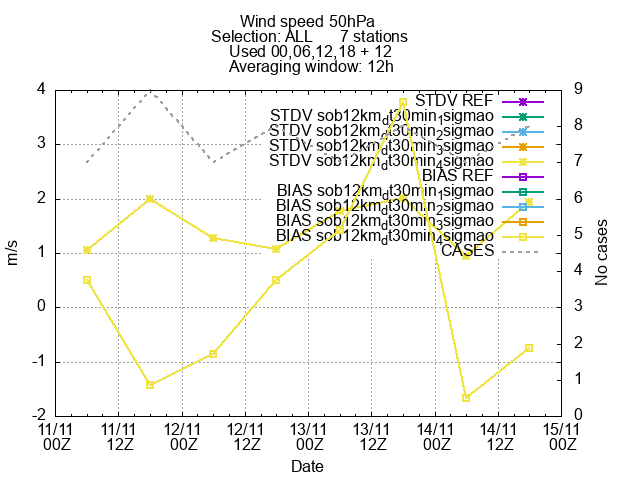 Wind speed 50hPa
Selection: ALL 7 stations
Used 00,06,12,18 + 12
Averaging window: 12h
4
3
2
1
0
-1
-2
m/s
9
8
7
6
5
4
3
2
1
0
No cases
STDV REF
STDV sob12km_dt30min_1sigmao
STDV sob12km_dt30min_2sigmao
STDV sob12km_dt30min_3sigmao
STDV sob12km_dt30min_4sigmao
BIAS REF
BIAS sob12km_dt30min_1sigmao
BIAS sob12km_dt30min_2sigmao
BIAS sob12km_dt30min_3sigmao
BIAS sob12km_dt30min_4sigmao
CASES
11/11 11/11 12/11 12/11 13/11 13/11 14/11 14/11 15/11
00Z 12Z 00Z 12Z 00Z 12Z 00Z 12Z 00Z
Date